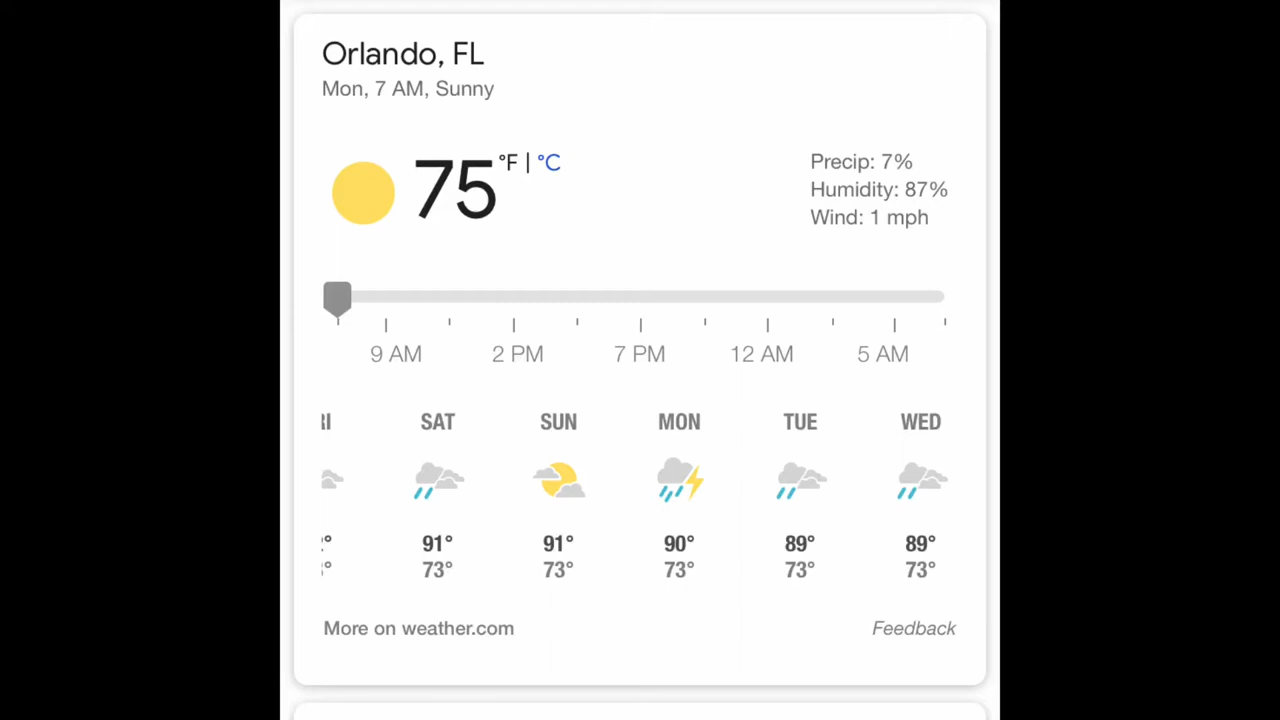 Orlando, FL
Mon, 7 AM, Sunny
75 °F | °C
Precip: 7%
Humidity: 87%
Wind: 1 mph
9 AM 2 PM 7 PM 12 AM 5 AM
SAT SUN MON TUE WED
91° 91° 90° 89° 89°
73° 73° 73° 73° 73°
More on weather.com Feedback